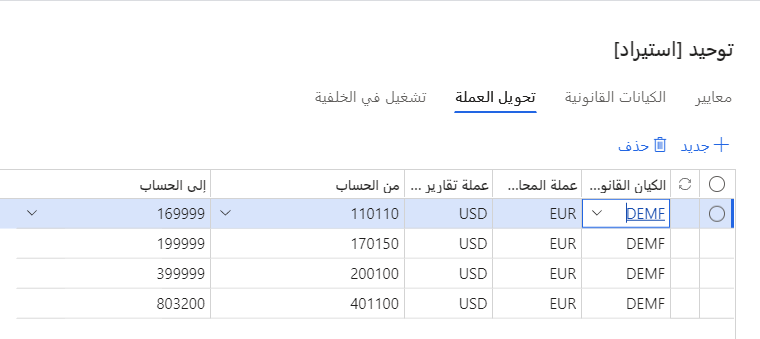 توحيد [استيراد]
معايير الكيانات القانونية تحويل العملة تشغيل في الخلفية
جديد حذف
الكيان القانو... عملة المحا... عملة تقارير ... من الحساب إلى الحساب
DEMF EUR USD 110110 169999
DEMF EUR USD 170150 199999
DEMF EUR USD 200100 399999
DEMF EUR USD 401100 803200